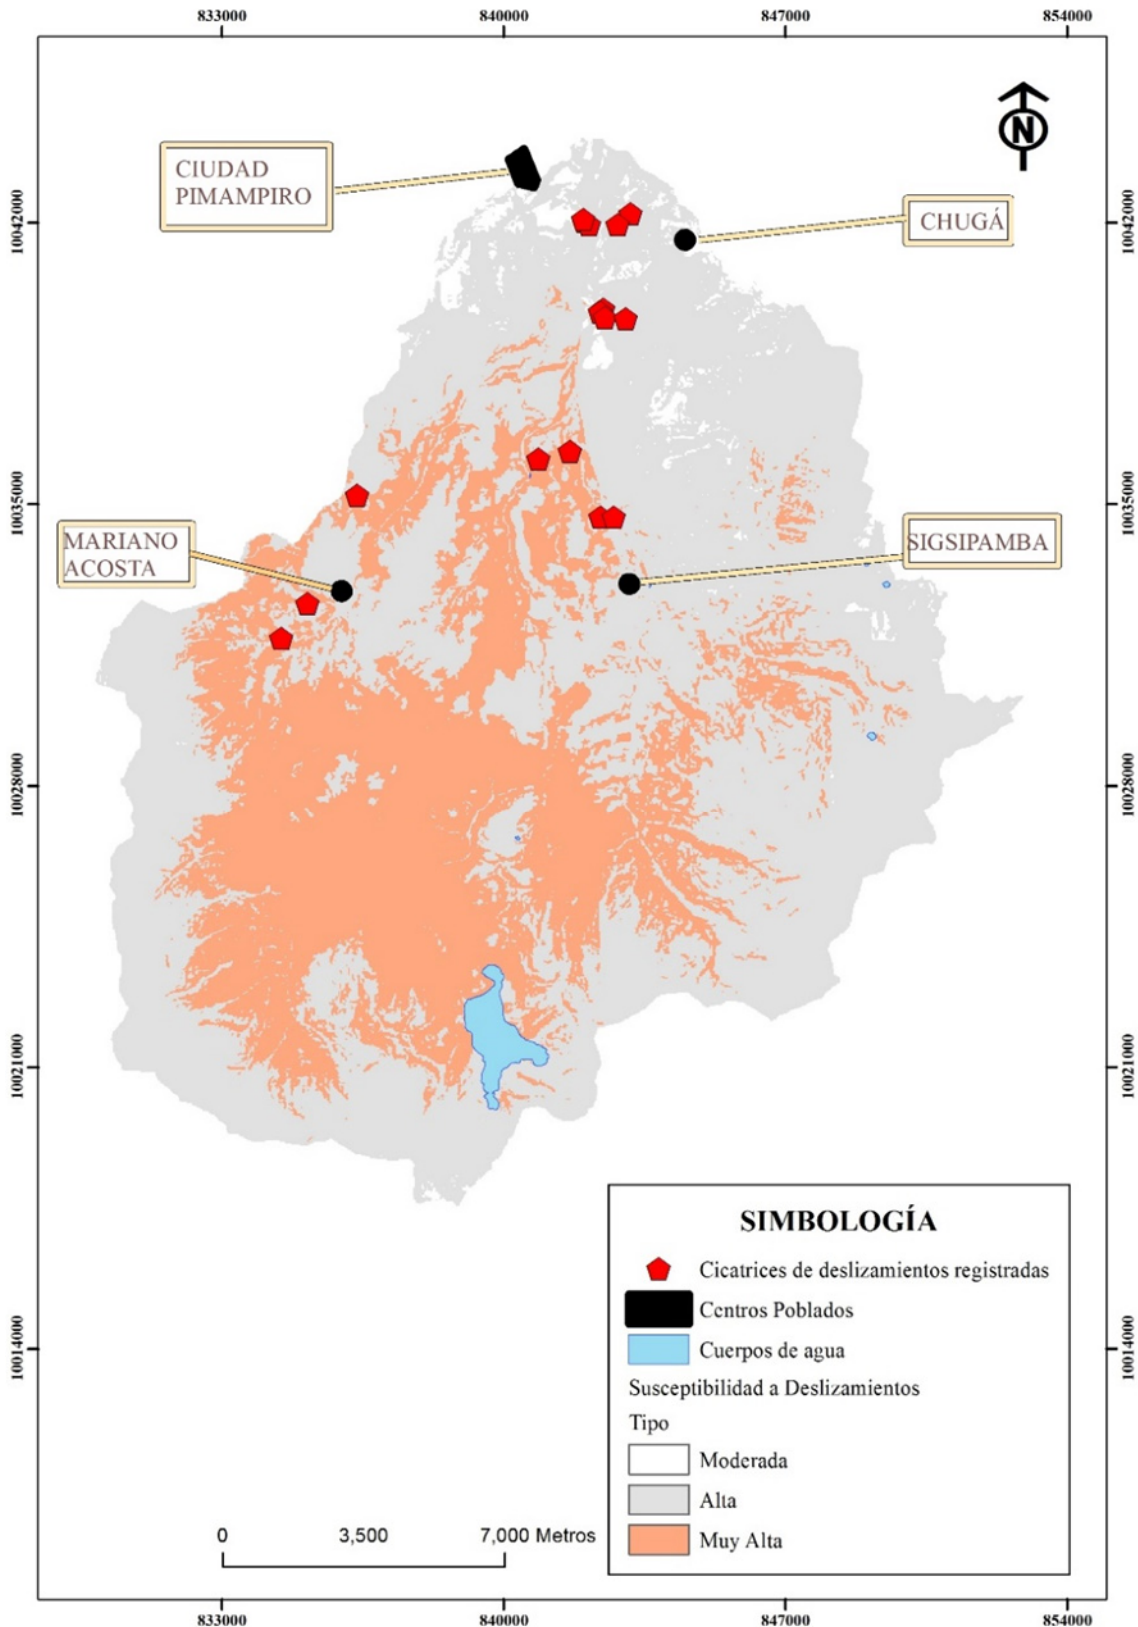 833000 840000 847000 854000
N
CIUDAD
PIMAMPIRO
CHUGÁ
10042000 10042000
10035000 10035000
MARIANO
ACOSTA
SIGSIPAMBA
10028000 10028000
10021000 10021000
10014000 10014000
SIMBOLOGÍA
Cicatrices de deslizamientos registradas
Centros Poblados
Cuerpos de agua
Susceptibilidad a Deslizamientos
Tipo
Moderada
Alta
Muy Alta
0 3,500 7,000 Metros
833000 840000 847000 854000